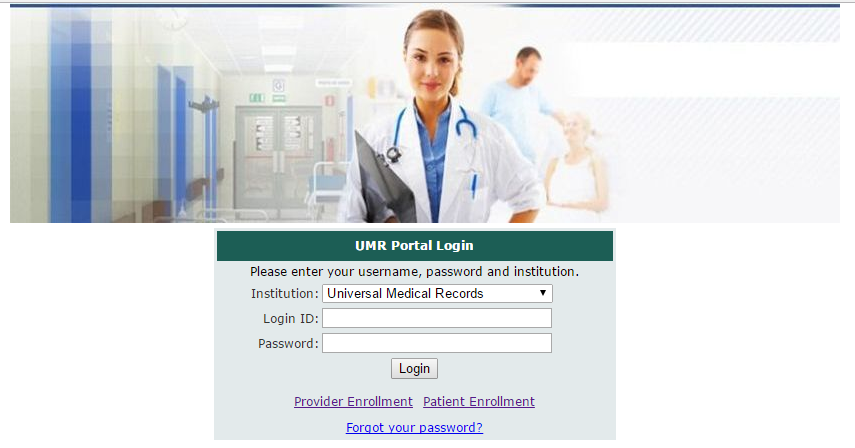 UMR Portal Login
Please enter your username, password and institution.
Institution: Universal Medical Records
Login ID:
Password:
Login
Provider Enrollment Patient Enrollment
Forgot your password?